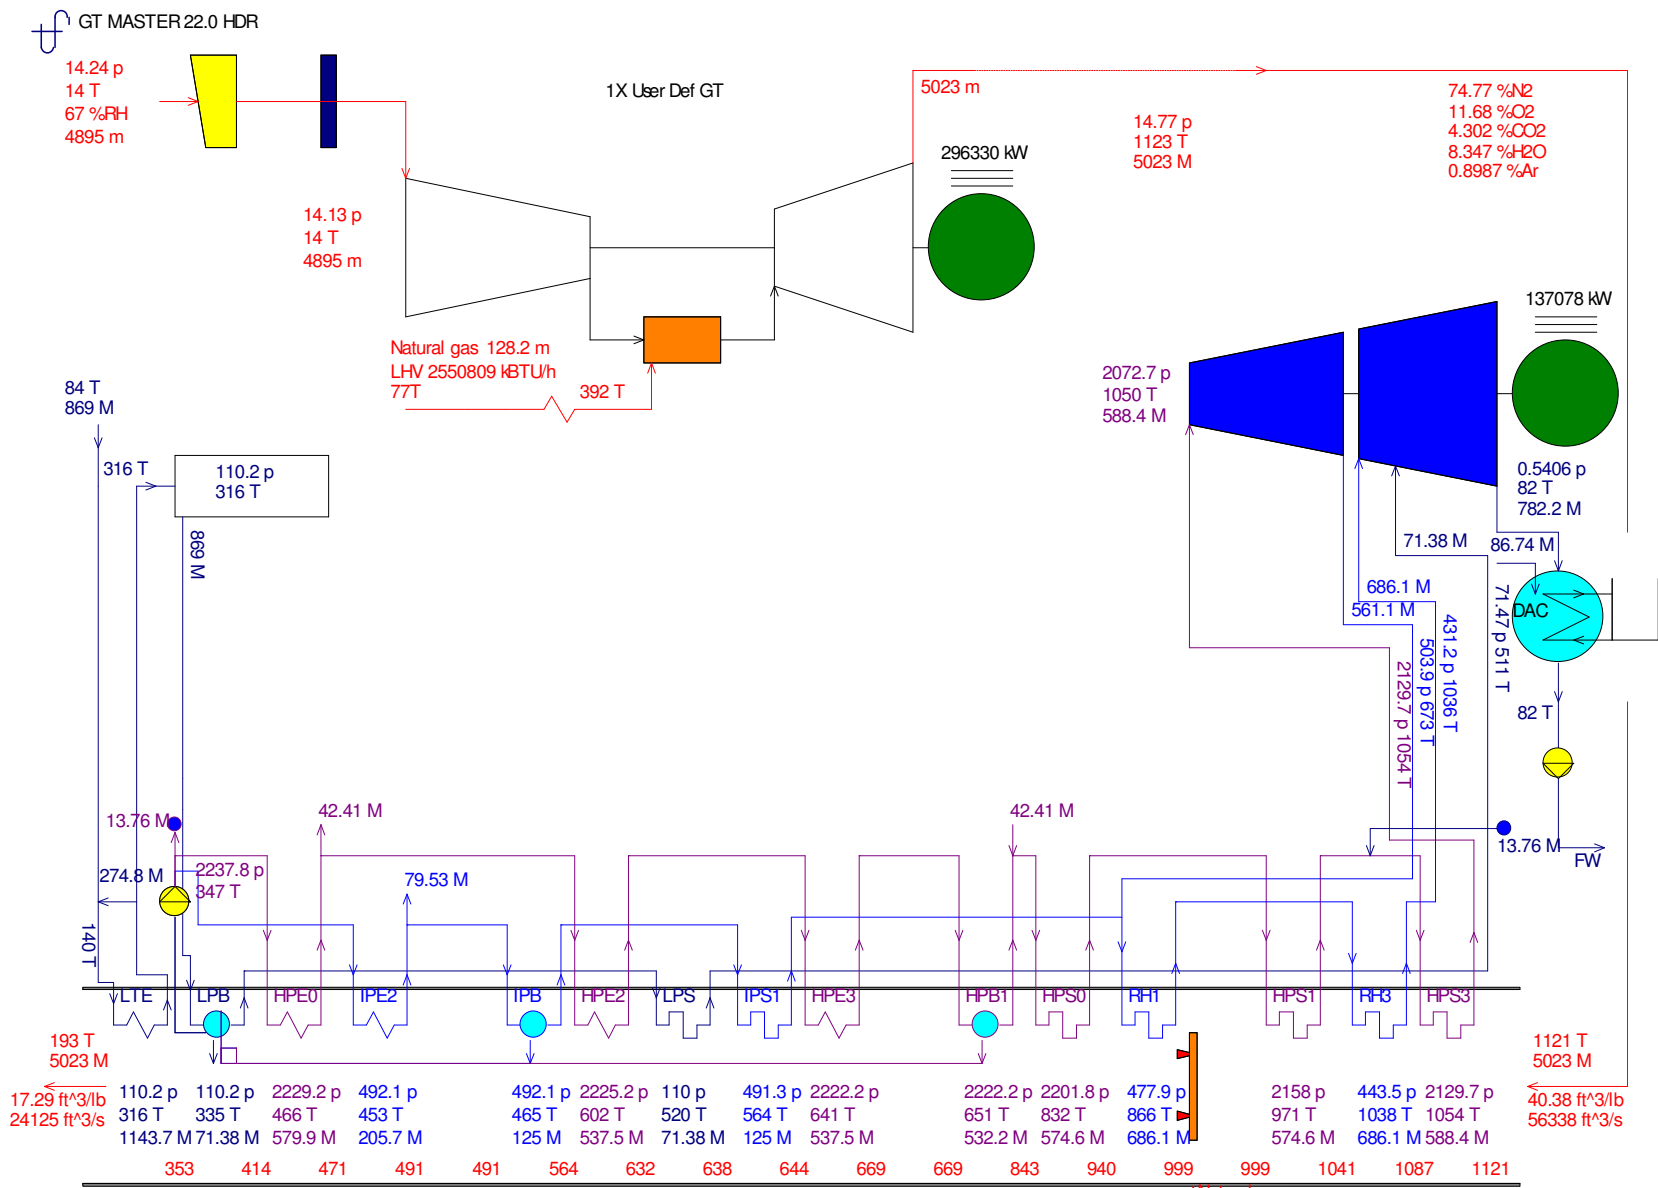 GT MASTER 22.0 HDR
14.24 p
14 T
67 %RH
4895 m
1X User Def GT
5023 m
14.77 p
1123 T
5023 M
74.77 %N2
11.68 %O2
4.302 %CO2
8.347 %H2O
0.8987 %Ar
296330 kW
14.13 p
14 T
4895 m
Natural gas 128.2 m
LHV 2550809 kBTU/h
77T
392 T
137078 kW
2072.7 p
1050 T
588.4 M
84 T
869 M
316 T
110.2 p
316 T
869 M
0.5406 p
82 T
782.2 M
71.38 M
86.74 M
686.1 M
561.1 M
DAC
71.47 p 511 T
431.2 p 1036 T
503.9 p 673 T
2129.7 p 1054 T
82 T
13.76 M
FW
13.76 M
42.41 M
42.41 M
274.8 M
2237.8 p
347 T
79.53 M
140 T
LTE LPB HPE0 IPE2 IPB HPE2 LPS IPS1 HPE3 HPB1 HPS0 RH1 HPS1 RH3 HPS3
193 T
5023 M
17.29 ft^3/lb
24125 ft^3/s
1121 T
5023 M
40.38 ft^3/lb
56338 ft^3/s
110.2 p 110.2 p 2229.2 p 492.1 p 492.1 p 2225.2 p 110 p 491.3 p 2222.2 p 2222.2 p 2201.8 p 477.9 p 2158 p 443.5 p 2129.7 p
316 T 335 T 466 T 453 T 465 T 602 T 520 T 564 T 641 T 651 T 832 T 866 T 971 T 1038 T 1054 T
1143.7 M 71.38 M 579.9 M 205.7 M 125 M 537.5 M 71.38 M 125 M 537.5 M 532.2 M 574.6 M 686.1 M 574.6 M 686.1 M 588.4 M
353 414 471 491 491 564 632 638 644 669 669 843 940 999 999 1041 1087 1121